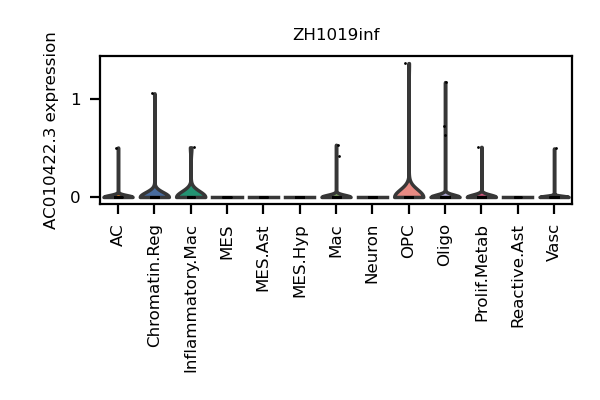 ZH1019inf
AC010422.3 expression
1
0
AC
Chromatin.Reg
Inflammatory.Mac
MES
MES.Ast
MES.Hyp
Mac
Neuron
OPC
Oligo
Prolif.Metab
Reactive.Ast
Vasc